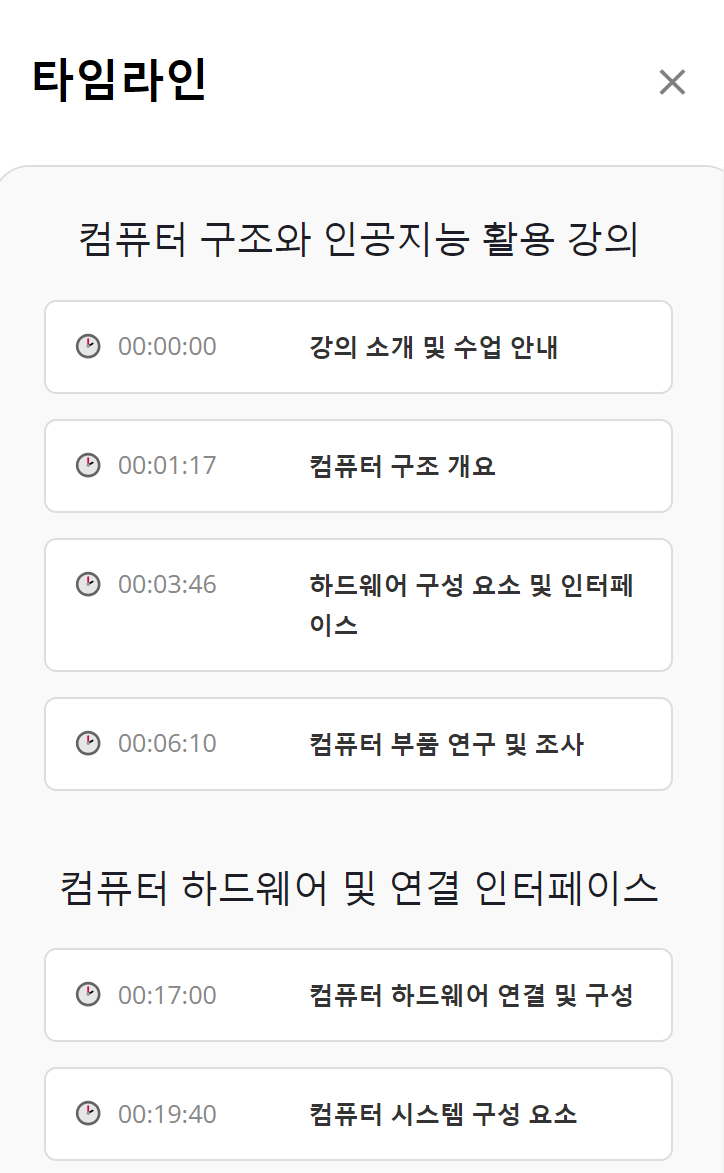 타임라인
컴퓨터 구조와 인공지능 활용 강의
00:00:00 강의 소개 및 수업 안내
00:01:17 컴퓨터 구조 개요
00:03:46 하드웨어 구성 요소 및 인터페
이스
00:06:10 컴퓨터 부품 연구 및 조사
컴퓨터 하드웨어 및 연결 인터페이스
00:17:00 컴퓨터 하드웨어 연결 및 구성
00:19:40 컴퓨터 시스템 구성 요소